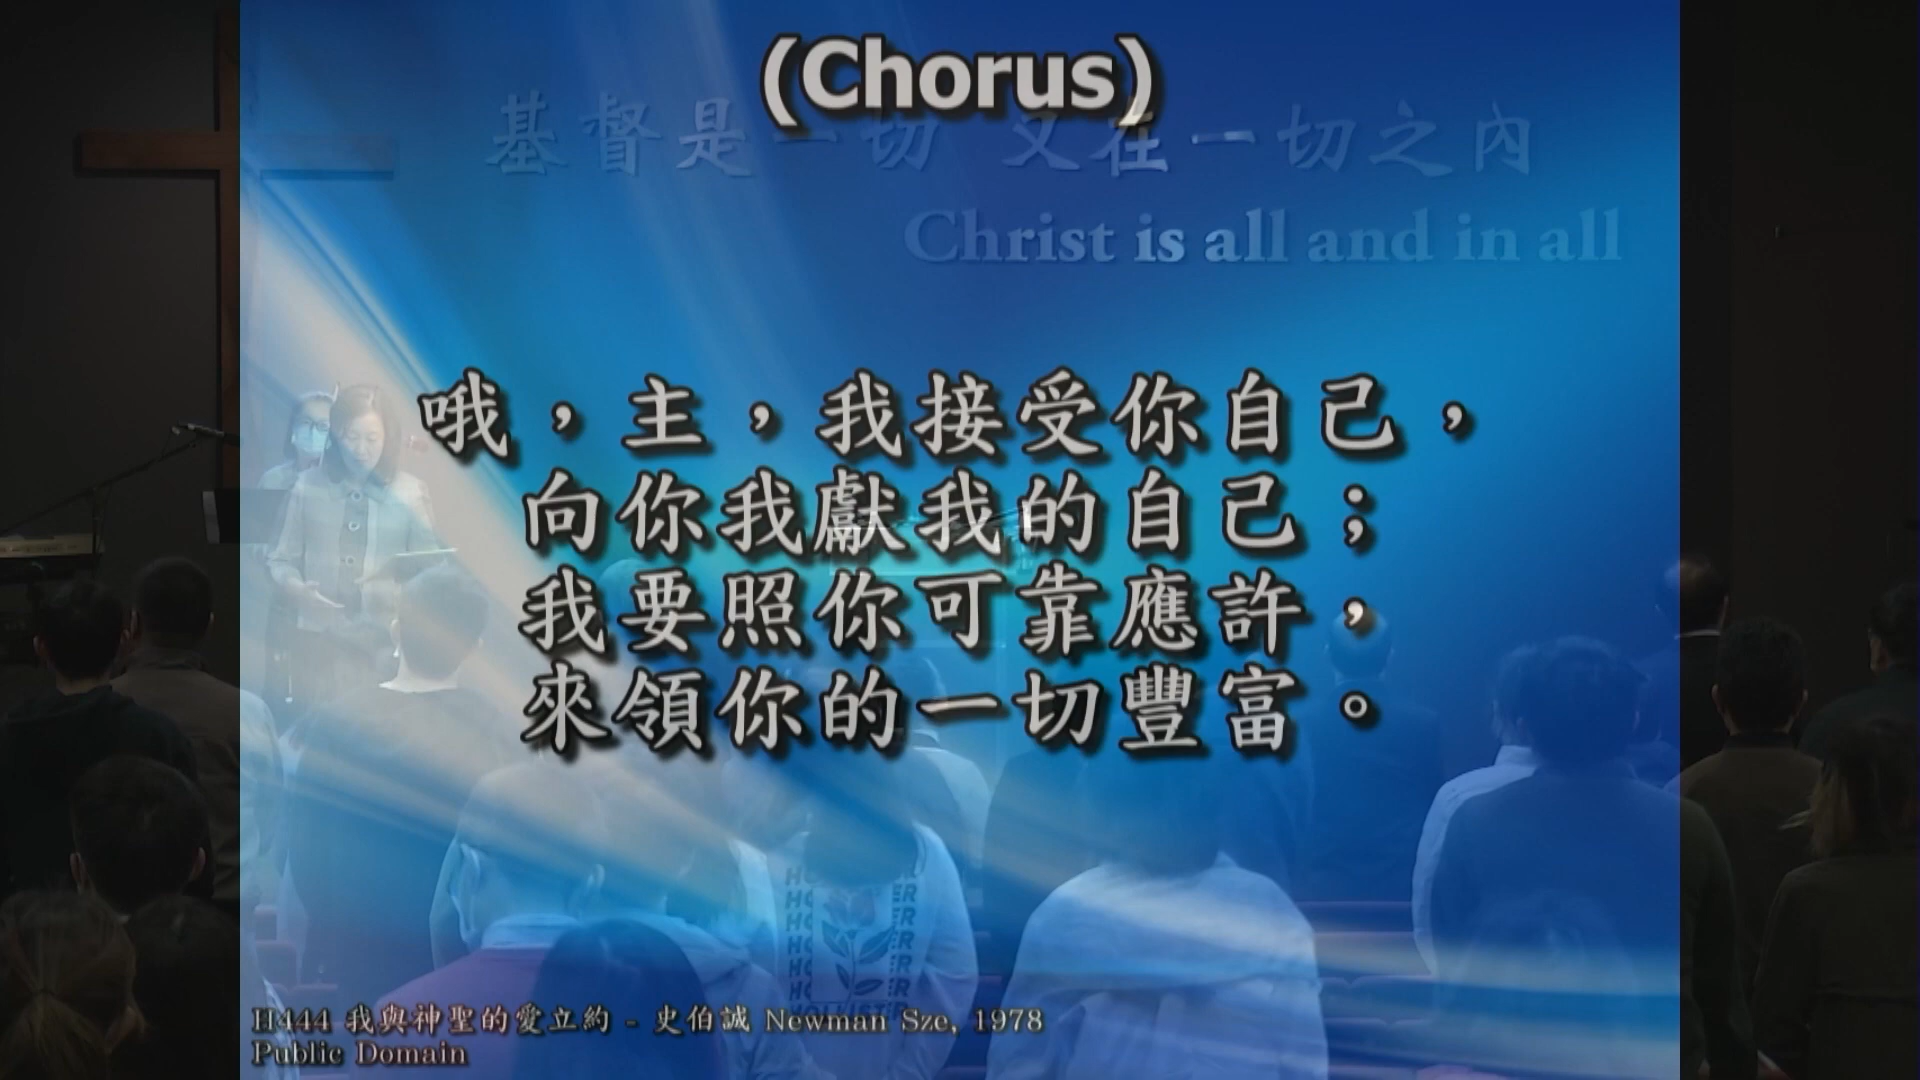 (Chorus)
基督是一切 又在一切之內
Christ is all and in all
哦，主，我接受你自己，
向你我獻我的自己；
我要照你可靠應許，
來領你的一切豐富。
H444 我與神聖的愛立約 - 史伯誠 Newman Sze, 1978
Public Domain